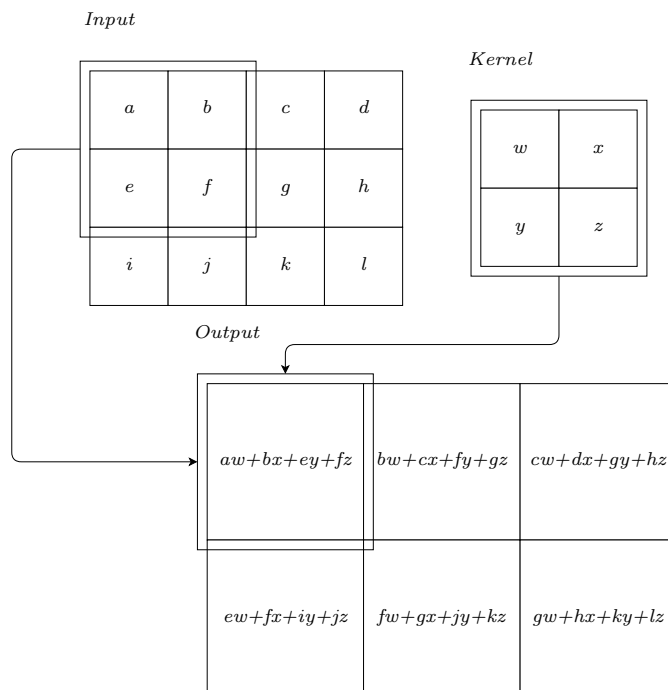 Input
Kernel
a b c d
w x
e f g h
y z
i j k l
Output
aw+bx+ey+fz bw+cx+fy+gz cw+dx+gy+hz
ew+fx+iy+jz fw+gx+jy+kz gw+hx+ky+lz